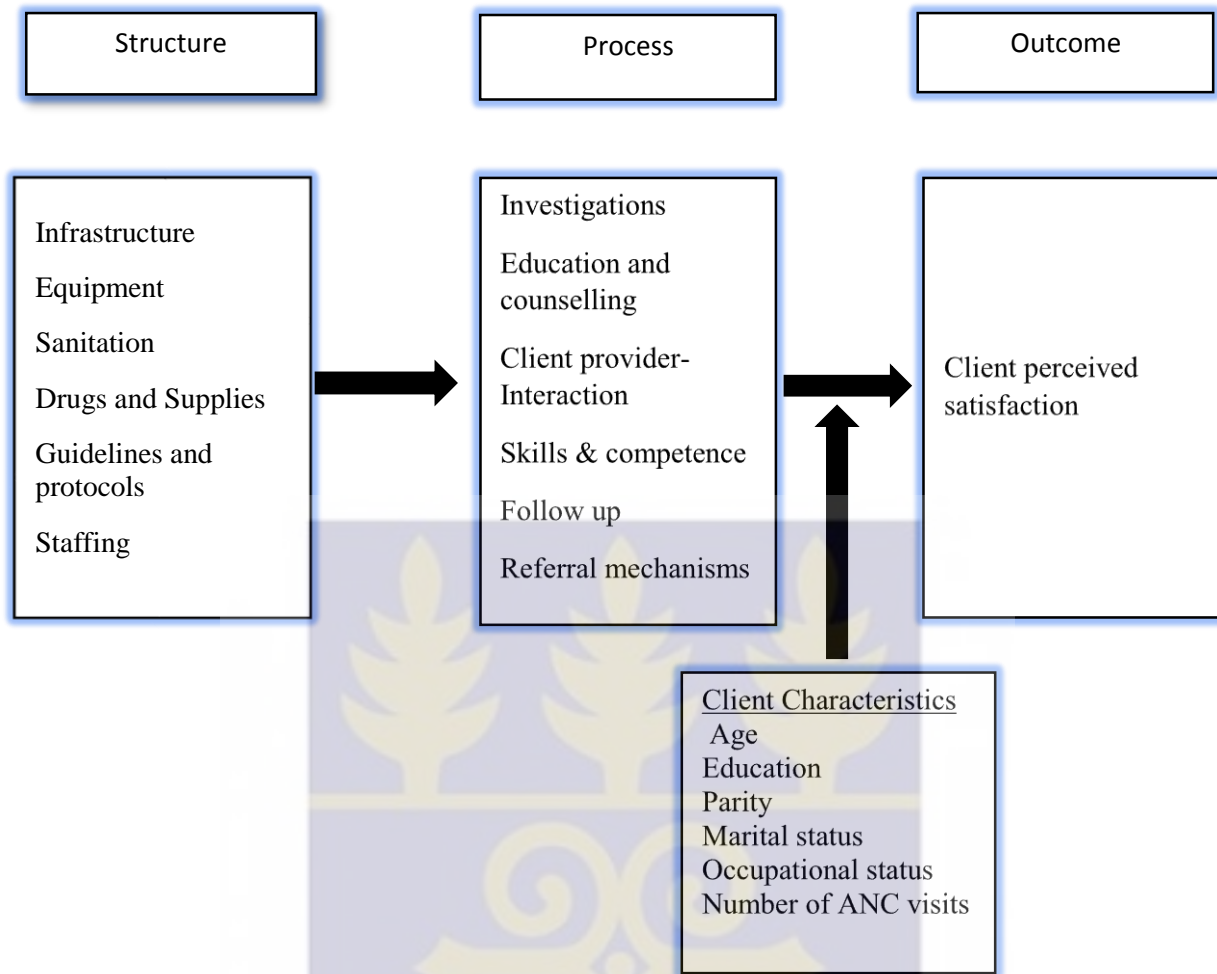 Structure
Process
Outcome
Infrastructure
Equipment
Sanitation
Drugs and Supplies
Guidelines and
protocols
Staffing
Investigations
Education and
counselling
Client provider-
Interaction
Skills & competence
Follow up
Referral mechanisms
Client perceived
satisfaction
Client Characteristics
Age
Education
Parity
Marital status
Occupational status
Number of ANC visits